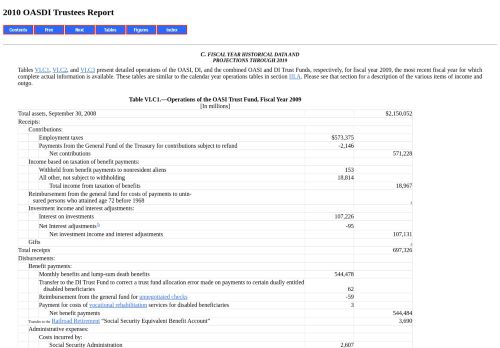 2010 OASDI Trustees Report
Contents Prev Next Tables Figures Index
C. FISCAL YEAR HISTORICAL DATA AND
PROJECTIONS THROUGH 2019
Tables VI.C1, VI.C2, and VI.C3 present detailed operations of the OASI, DI, and the combined OASI and DI Trust Funds, respectively, for fiscal year 2009, the most recent fiscal year for which
complete actual information is available. These tables are similar to the calendar year operations tables in section III.A. Please see that section for a description of the various items of income and
outgo.
Table VI.C1.—Operations of the OASI Trust Fund, Fiscal Year 2009
[In millions]
Total assets, September 30, 2008 $2,150,052
Receipts:
Contributions:
Employment taxes $573,375
Payments from the General Fund of the Treasury for contributions subject to refund -2,146
Net contributions 571,228
Income based on taxation of benefit payments:
Withheld from benefit payments to nonresident aliens 153
All other, not subject to withholding 18,814
Total income from taxation of benefits 18,967
Reimbursement from the general fund for costs of payments to unin-
sured persons who attained age 72 before 1968
Investment income and interest adjustments:
Interest on investments 107,226
Net Interest adjustments -95
Net investment income and interest adjustments 107,131
Gifts
Total receipts 697,326
Disbursements:
Benefit payments:
Monthly benefits and lump-sum death benefits 544,478
Transfer to the DI Trust Fund to correct a trust fund allocation error made on payments to certain dually entitled
disabled beneficiaries 62
Reimbursement from the general fund for unnegotiated checks -59
Payment for costs of vocational rehabilitation services for disabled beneficiaries 3
Net benefit payments 544,484
Transfer to the Railroad Retirement "Social Security Equivalent Benefit Account" 3,690
Administrative expenses:
Costs incurred by:
Social Security Administration 2,607